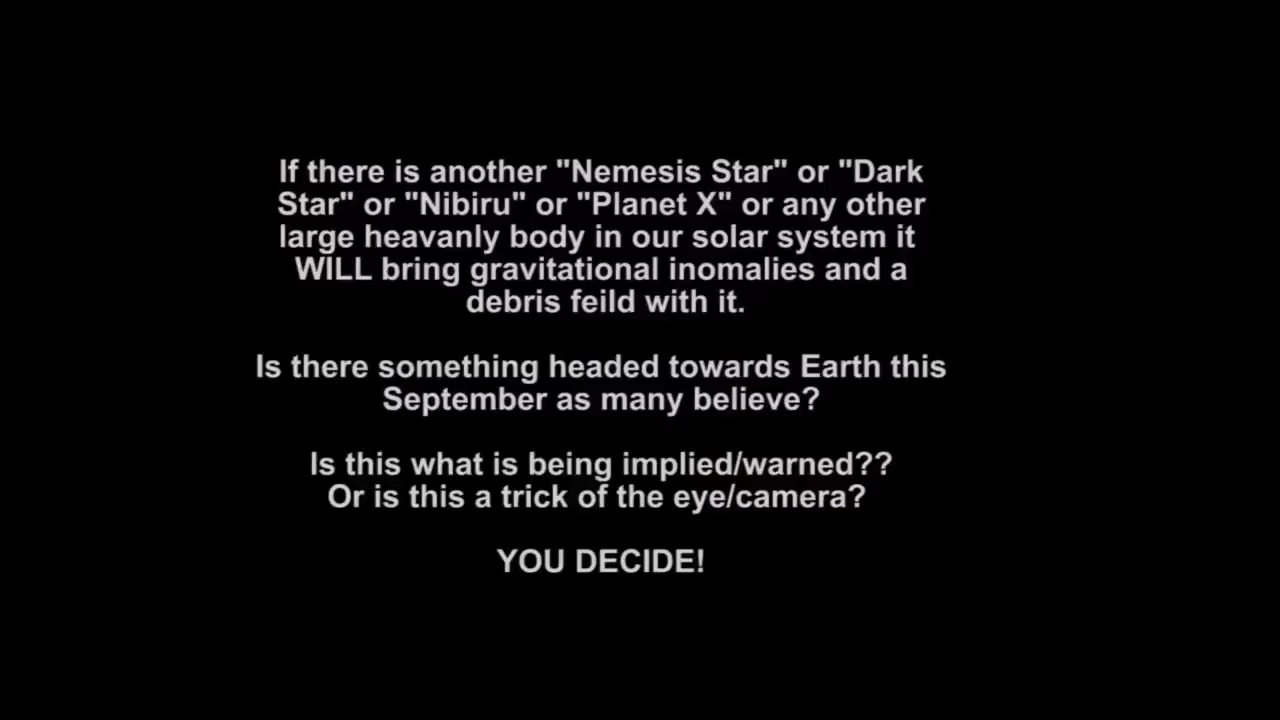 If there is another "Nemesis Star" or "Dark
Star" or "Nibiru" or "Planet X" or any other
large heavanly body in our solar system it
WILL bring gravitational inomalies and a
debris feild with it.
Is there something headed towards Earth this
September as many believe?
Is this what is being implied/warned??
Or is this a trick of the eye/camera?
YOU DECIDE!